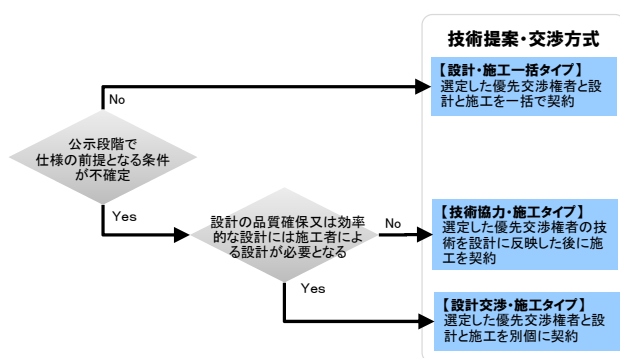 技術提案・交渉方式
【設計・施工一括タイプ】
選定した優先交渉権者と設
計と施工を一括で契約
No
公示段階で
仕様の前提となる条件
が不確定
Yes
設計の品質確保又は効率
的な設計には施工者によ
る設計が必要となる
No
【技術協力・施工タイプ】
選定した優先交渉権者の技
術を設計に反映した後に施
工を契約
Yes
【設計交渉・施工タイプ】
選定した優先交渉権者と設
計と施工を別個に契約